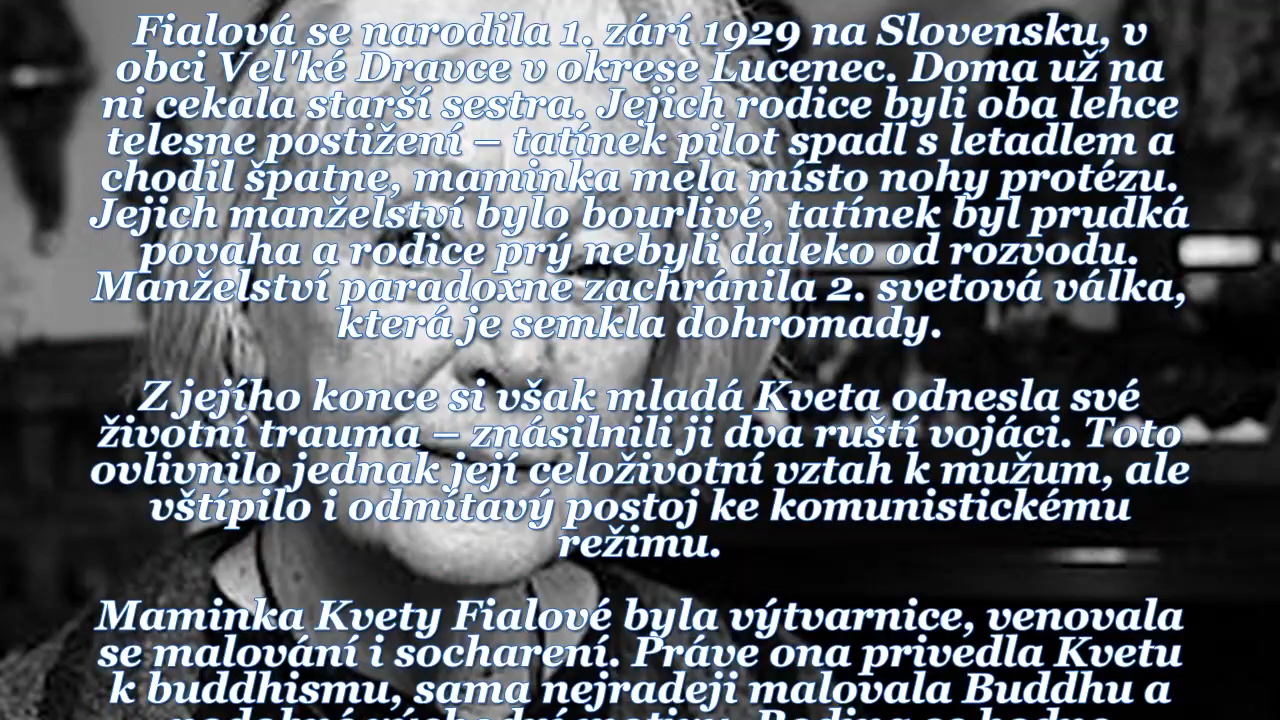 Fialová se narodila 1. zárí 1929 na Slovensku, v
obci Vel'ké Dravce v okrese Lucenec. Doma už na
ni cekala starší sestra. Jejich rodice byli oba lehce
telesne postižení – tatínek pilot spadl s letadlem a
chodil špatne, maminka mela místo nohy protézu.
Jejich manželství bylo bourlivé, tatínek byl prudká
povaha a rodice prý nebyli daleko od rozvodu.
Manželství paradoxne zachránila 2. svetová válka,
která je semkla dohromady.
Z jejího konce si však mladá Kveta odnesla své
životní trauma – znásilnili ji dva ruští vojáci. Toto
ovlivnilo jednak její celoživotní vztah k mužum, ale
vštípilo i odmítavý postoj ke komunistickému
režimu.
Maminka Kvety Fialové byla výtvarnice, venovala
se malování i socharení. Práve ona privedla Kvetu
k buddhismu, sama nejradeji malovala Buddhu a